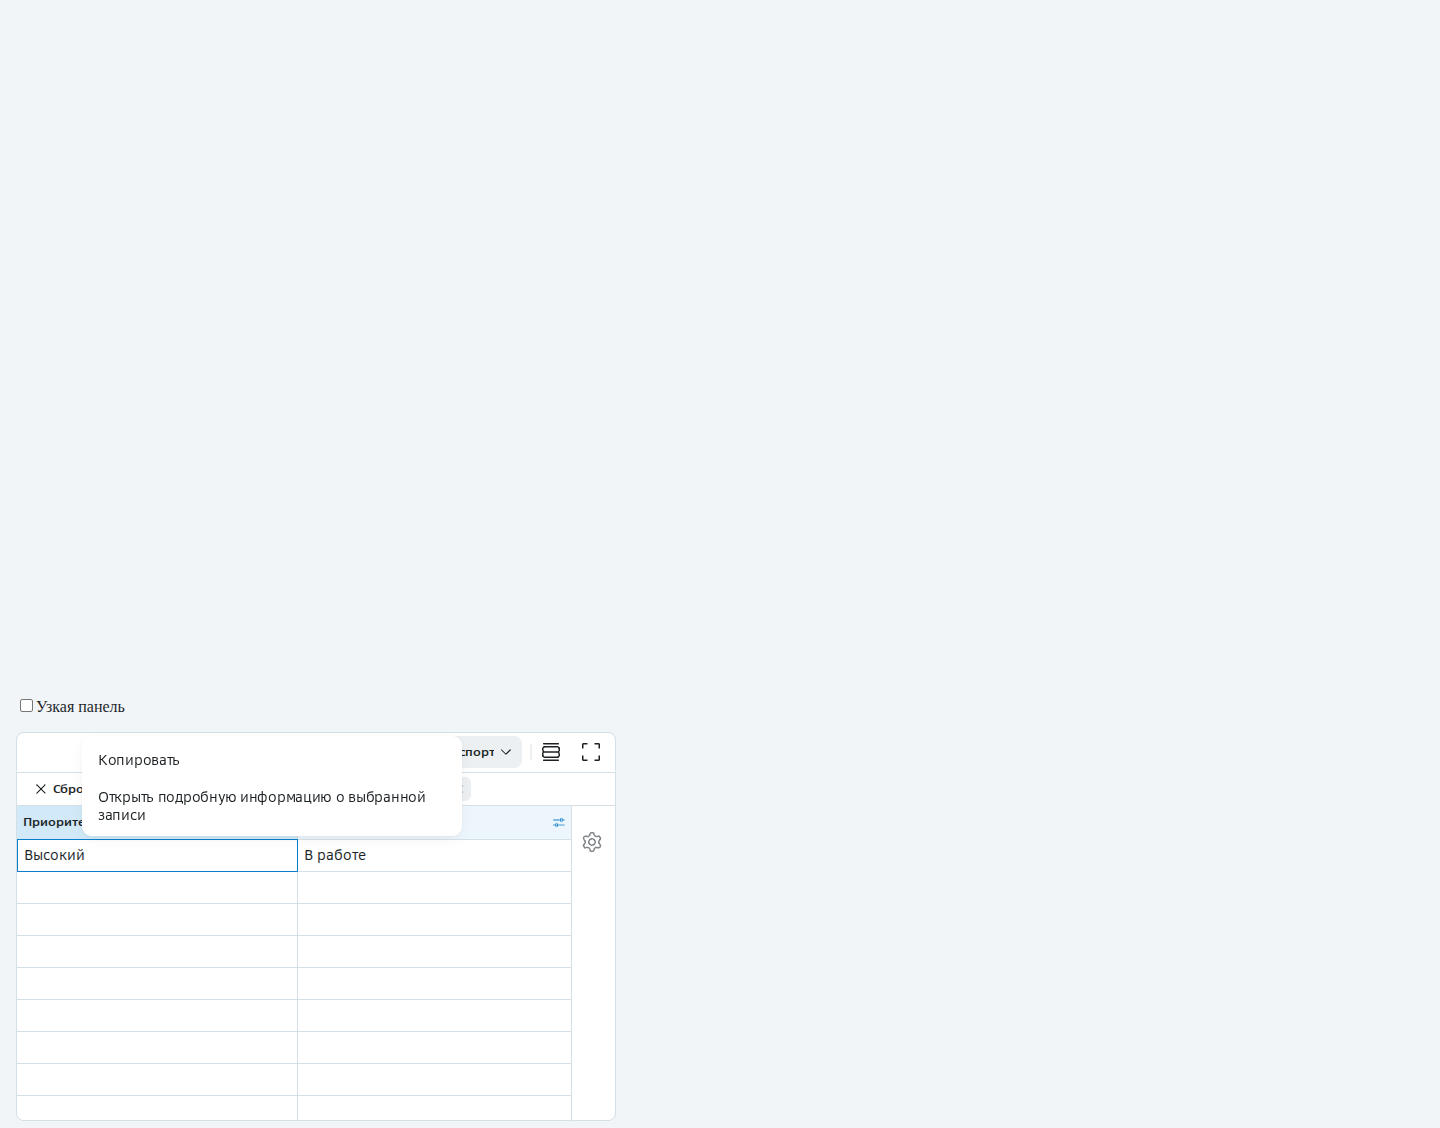 Узкая панель
Копировать
спорт
Сбро
Открыть подробную информацию о выбранной
записи
Приорите
Высокий
В работе